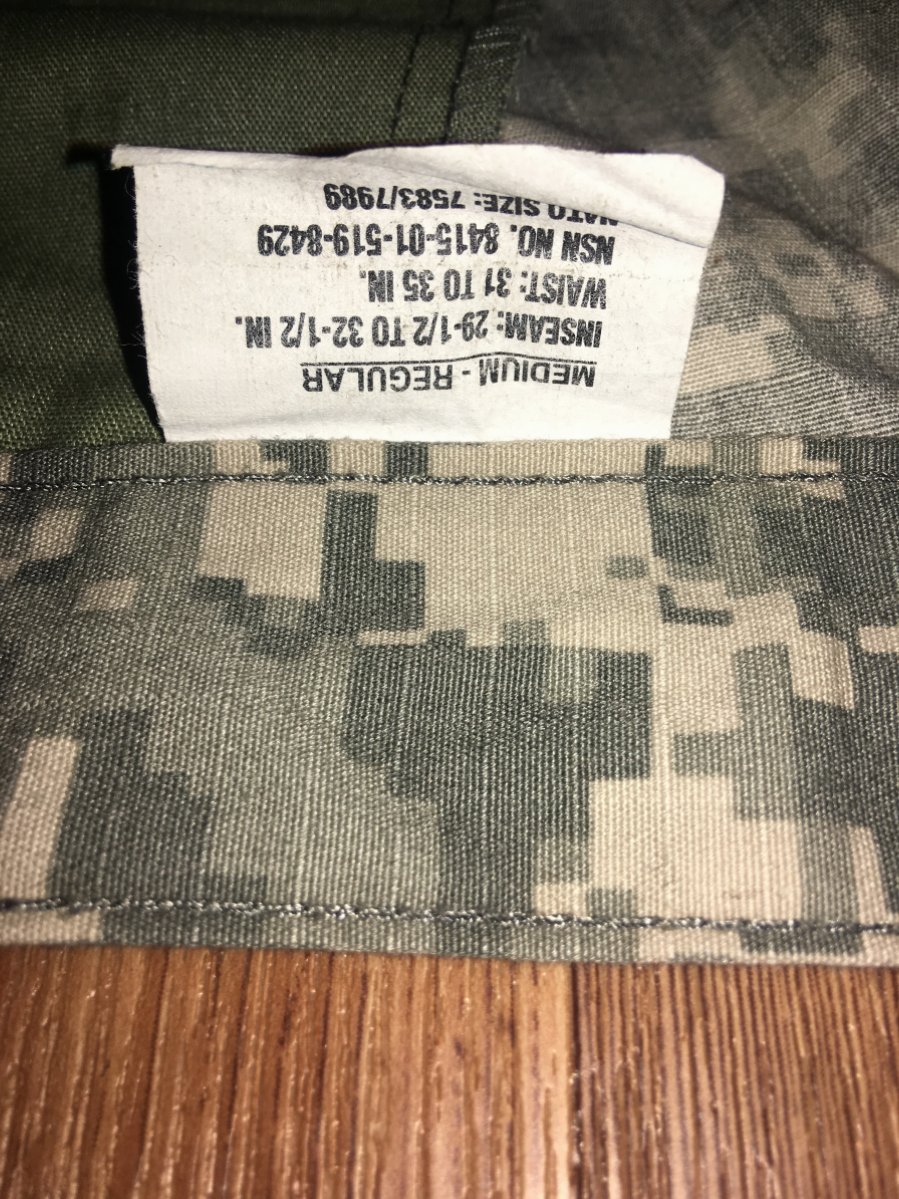 MEDIUM - REGULAR
INSEAM: 29-1/2 TO 32-1/2 IN.
WAIST: 31 TO 35 IN.
NSN NO. 8415-01-519-8429
NATO SIZE: 7583/7989